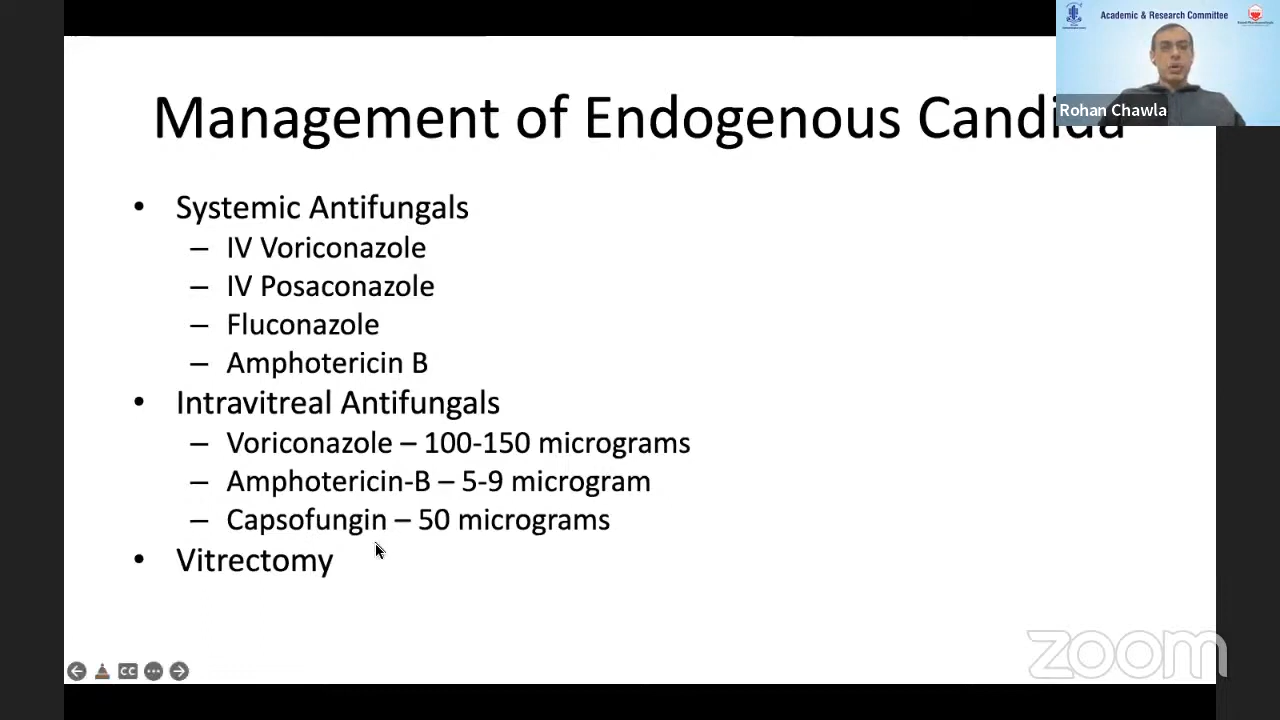 Academic & Research Committee
Rohan Chawla
Management of Endogenous Candida
• Systemic Antifungals
– IV Voriconazole
– IV Posaconazole
– Fluconazole
– Amphotericin B
• Intravitreal Antifungals
– Voriconazole – 100-150 micrograms
– Amphotericin-B – 5-9 microgram
– Capsofungin – 50 micrograms
• Vitrectomy
CC
zoom